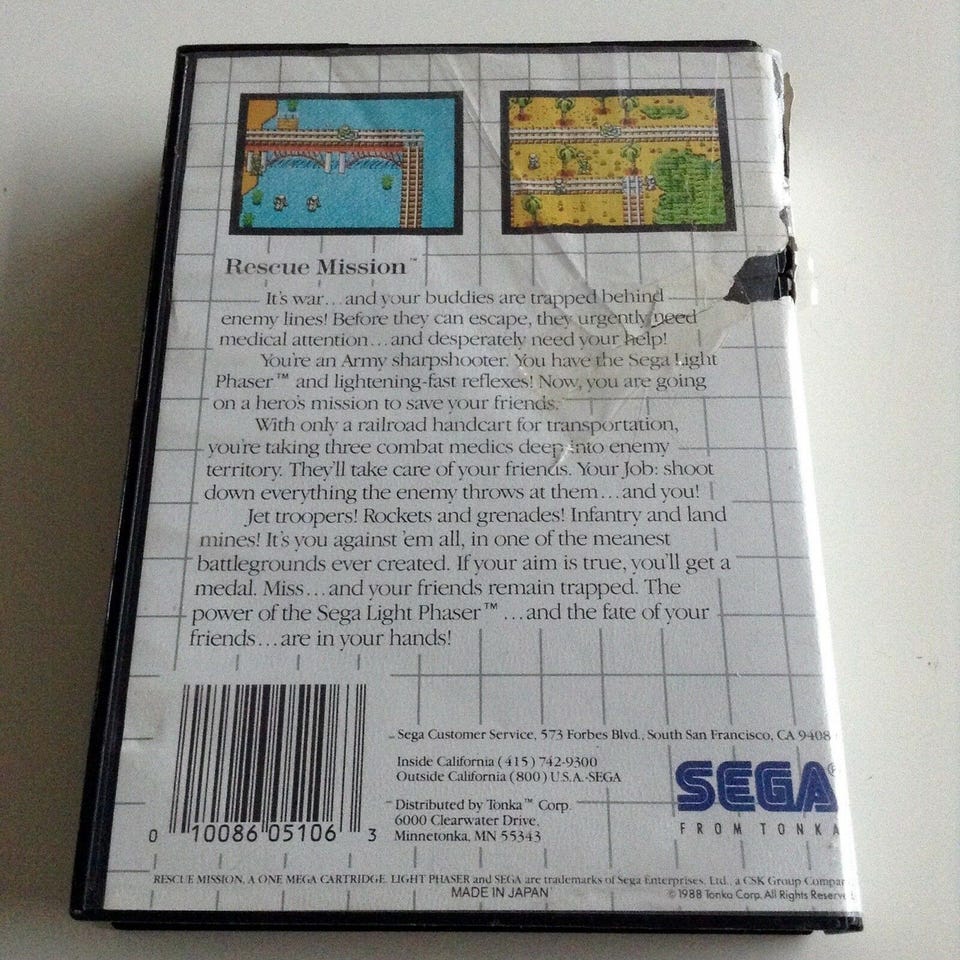 Rescue Mission™
It's war...and your buddies are trapped behind
enemy lines! Before they can escape, they urgently need
medical attention...and desperately need your help!
You're an Army sharpshooter. You have the Sega Light
Phaser™ and lightening-fast reflexes! Now, you are going
on a hero's mission to save your friends.
With only a railroad handcart for transportation,
you're taking three combat medics deep into enemy
territory. They'll take care of your friends. Your Job: shoot
down everything the enemy throws at them...and you!
Jet troopers! Rockets and grenades! Infantry and land
mines! It's you against 'em all, in one of the meanest
battlegrounds ever created. If your aim is true, you'll get a
medal. Miss...and your friends remain trapped. The
power of the Sega Light Phaser™...and the fate of your
friends...are in your hands!
Sega Customer Service, 573 Forbes Blvd., South San Francisco, CA 9408
Inside California (415) 742-9300
Outside California (800) U.S.A.-SEGA
Distributed by Tonka™ Corp.
6000 Clearwater Drive,
Minnetonka, MN 55343
SEGA®
FROM TONKA
0 10086 05106 3
RESCUE MISSION, A ONE MEGA CARTRIDGE, LIGHT PHASER and SEGA are trademarks of Sega Enterprises, Ltd., a CSK Group Compan
MADE IN JAPAN
©1988 Tonka Corp. All Rights Reserve